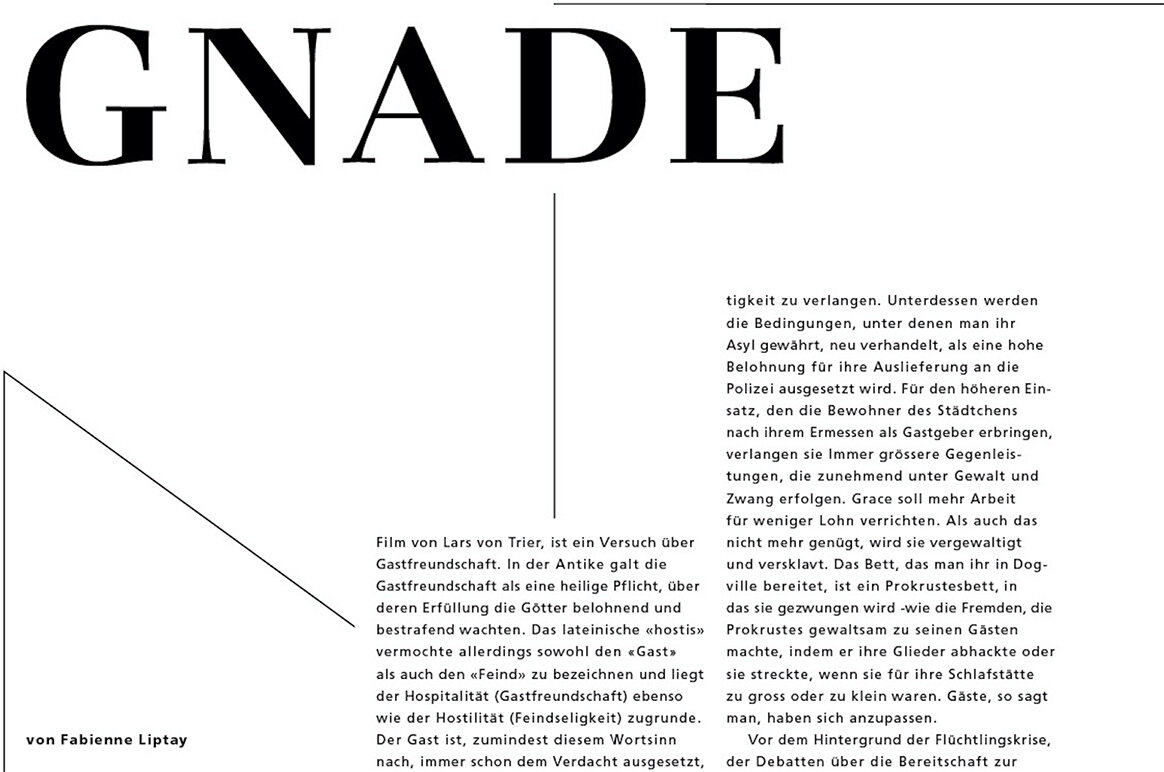 GNADE
von Fabienne Liptay
Film von Lars von Trier, ist ein Versuch über
Gastfreundschaft. In der Antike galt die
Gastfreundschaft als eine heilige Pflicht, über
deren Erfüllung die Götter belohnend und
bestrafend wachten. Das lateinische «hostis»
vermochte allerdings sowohl den «Gast»
als auch den «Feind» zu bezeichnen und liegt
der Hospitalität (Gastfreundschaft) ebenso
wie der Hostilität (Feindseligkeit) zugrunde.
Der Gast ist, zumindest diesem Wortsinn
nach, immer schon dem Verdacht ausgesetzt,
tigkeit zu verlangen. Unterdessen werden
die Bedingungen, unter denen man ihr
Asyl gewährt, neu verhandelt, als eine hohe
Belohnung für ihre Auslieferung an die
Polizei ausgesetzt wird. Für den höheren Ein-
satz, den die Bewohner des Städtchens
nach ihrem Ermessen als Gastgeber erbringen,
verlangen sie Immer grössere Gegenleis-
tungen, die zunehmend unter Gewalt und
Zwang erfolgen. Grace soll mehr Arbeit
für weniger Lohn verrichten. Als auch das
nicht mehr genügt, wird sie vergewaltigt
und versklavt. Das Bett, das man ihr in Dog-
ville bereitet, ist ein Prokrustesbett, in
das sie gezwungen wird -wie die Fremden, die
Prokrustes gewaltsam zu seinen Gästen
machte, indem er ihre Glieder abhackte oder
sie streckte, wenn sie für ihre Schlafstätte
zu gross oder zu klein waren. Gäste, so sagt
man, haben sich anzupassen.
Vor dem Hintergrund der Flüchtlingskrise,
der Debatten über die Bereitschaft zur